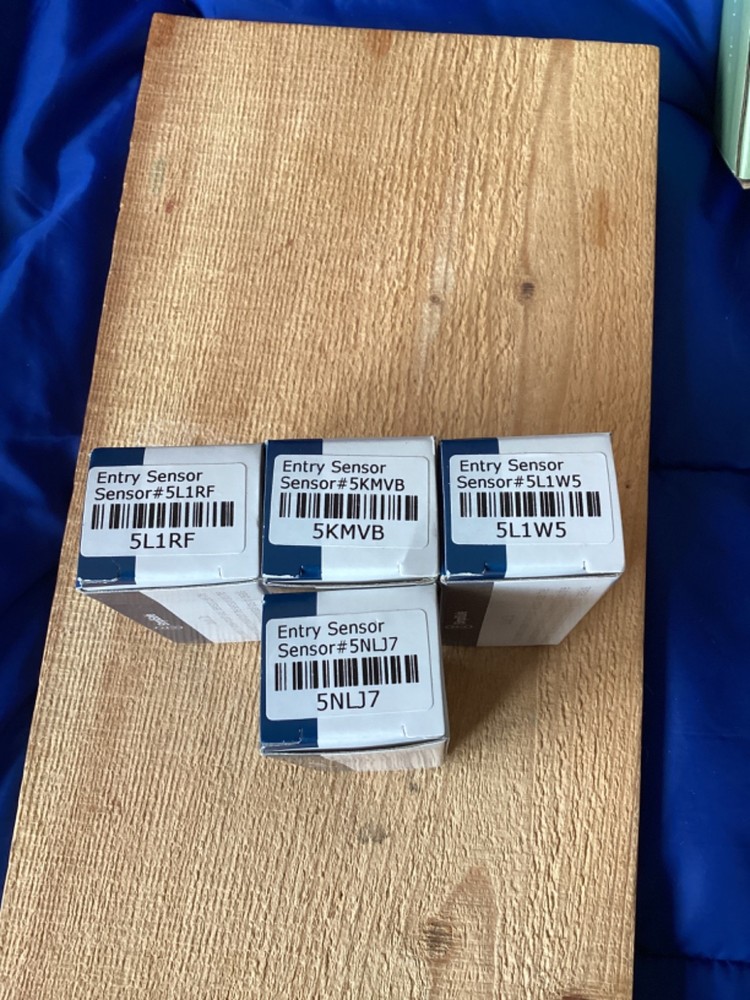 Entry Sensor
Sensor#5L1RF
5L1RF
Entry Sensor
Sensor#5KMVB
5KMVB
Entry Sensor
Sensor#5L1W5
5L1W5
Entry Sensor
Sensor#5NLJ7
5NLJ7